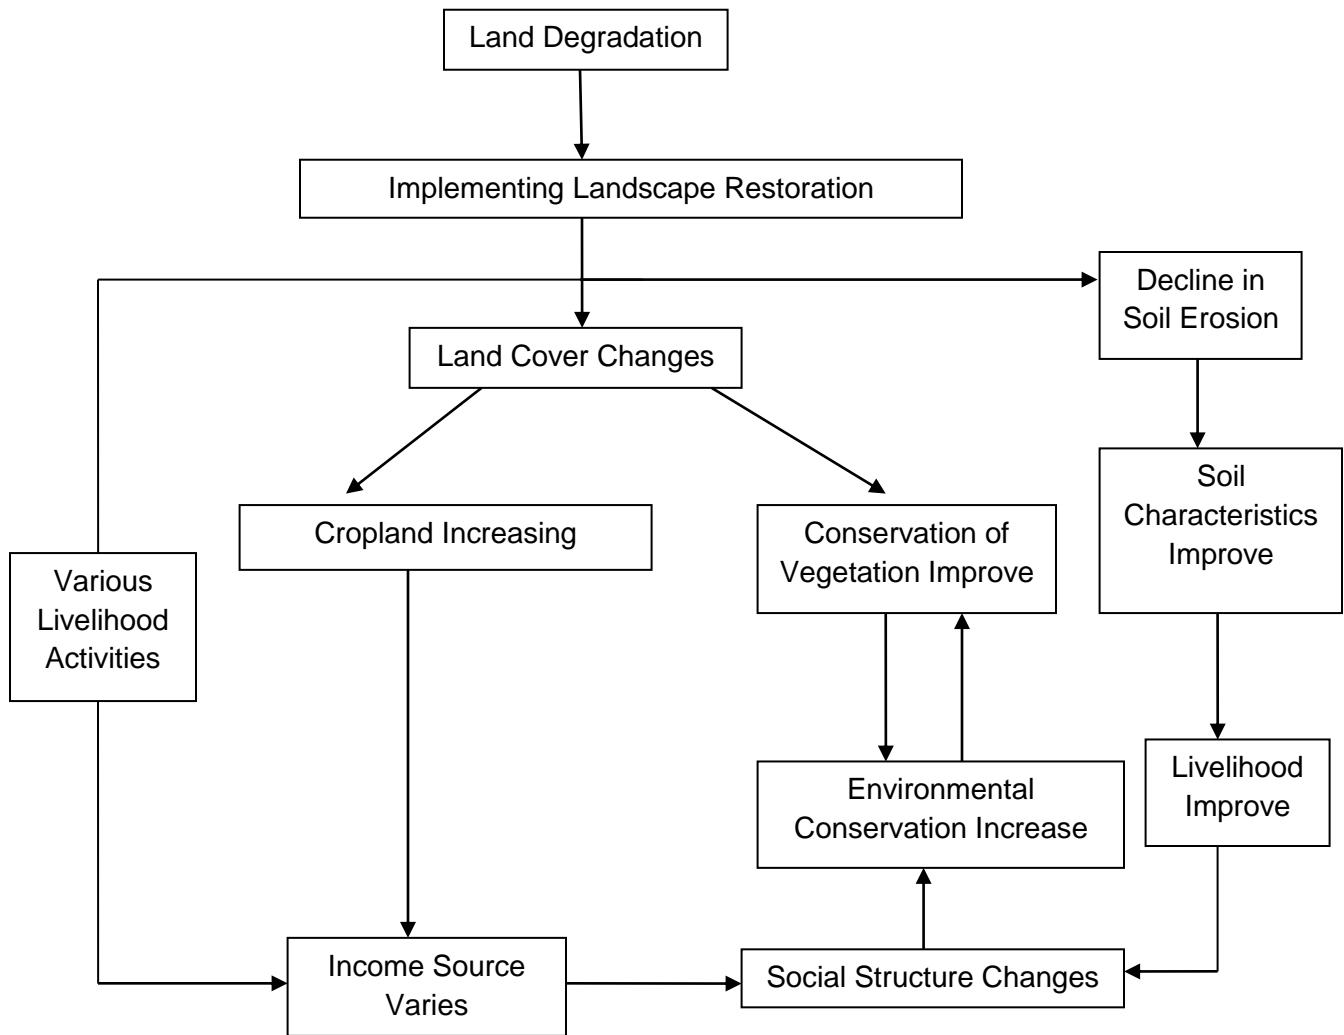 Land Degradation
Implementing Landscape Restoration
Decline in
Soil Erosion
Land Cover Changes
Soil
Characteristics
Improve
Cropland Increasing
Conservation of
Vegetation Improve
Various
Livelihood
Activities
Livelihood
Improve
Environmental
Conservation Increase
Income Source
Varies
Social Structure Changes